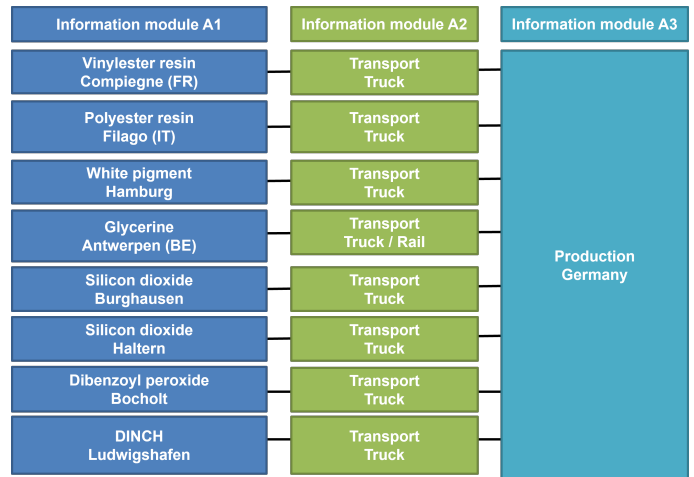 Information module A1
Information module A2
Information module A3
Vinylester resin
Compiegne (FR)
Transport
Truck
Polyester resin
Filago (IT)
Transport
Truck
White pigment
Hamburg
Transport
Truck
Glycerine
Antwerpen (BE)
Transport
Truck / Rail
Production
Germany
Silicon dioxide
Burghausen
Transport
Truck
Silicon dioxide
Haltern
Transport
Truck
Dibenzoyl peroxide
Bocholt
Transport
Truck
DINCH
Ludwigshafen
Transport
Truck